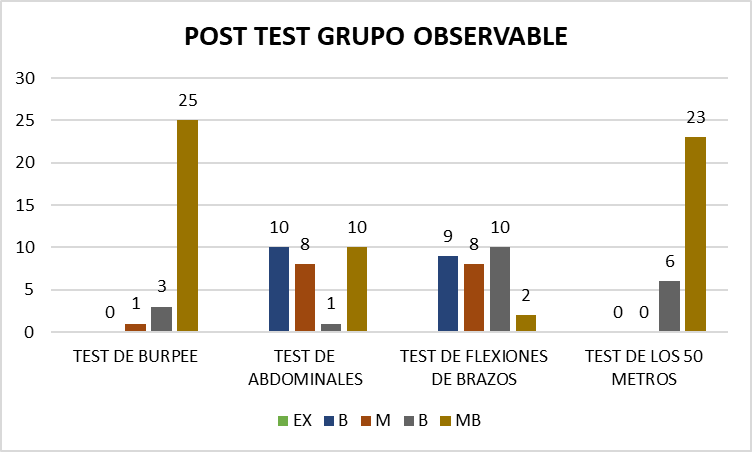 POST TEST GRUPO OBSERVABLE
30
25
20
15
10
5
0
0
1
3
25
10
8
1
10
9
8
10
2
0
0
6
23
TEST DE BURPEE
TEST DE
ABDOMINALES
TEST DE FLEXIONES
DE BRAZOS
TEST DE LOS 50
METROS
EX B M B MB